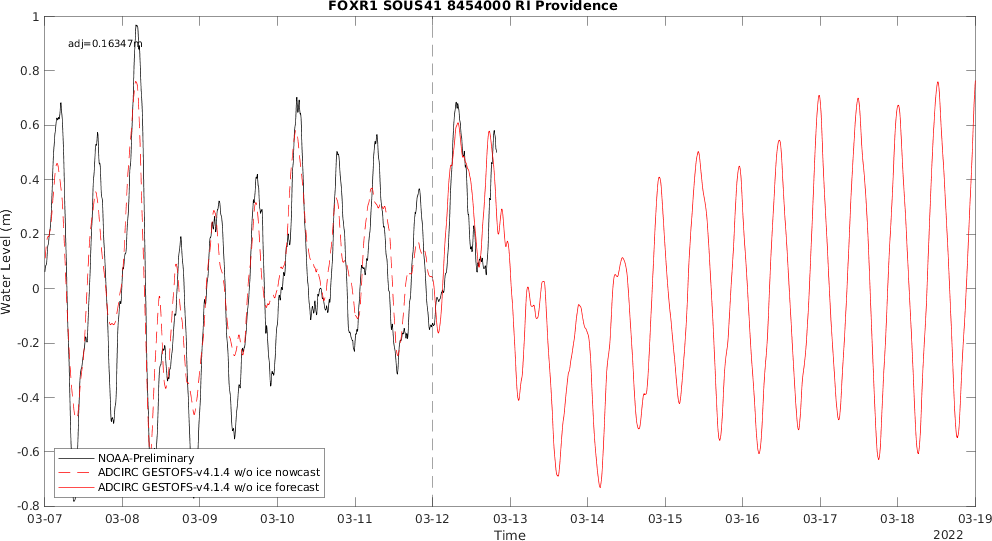 FOXR1 SOUS41 8454000 RI Providence
adj=0.16347m
Water Level (m)
1
0.8
0.6
0.4
0.2
0
-0.2
-0.4
-0.6
-0.8
NOAA-Preliminary
ADCIRC GESTOFS-v4.1.4 w/o ice nowcast
ADCIRC GESTOFS-v4.1.4 w/o ice forecast
03-07 03-08 03-09 03-10 03-11 03-12 03-13 03-14 03-15 03-16 03-17 03-18 03-19
Time
2022